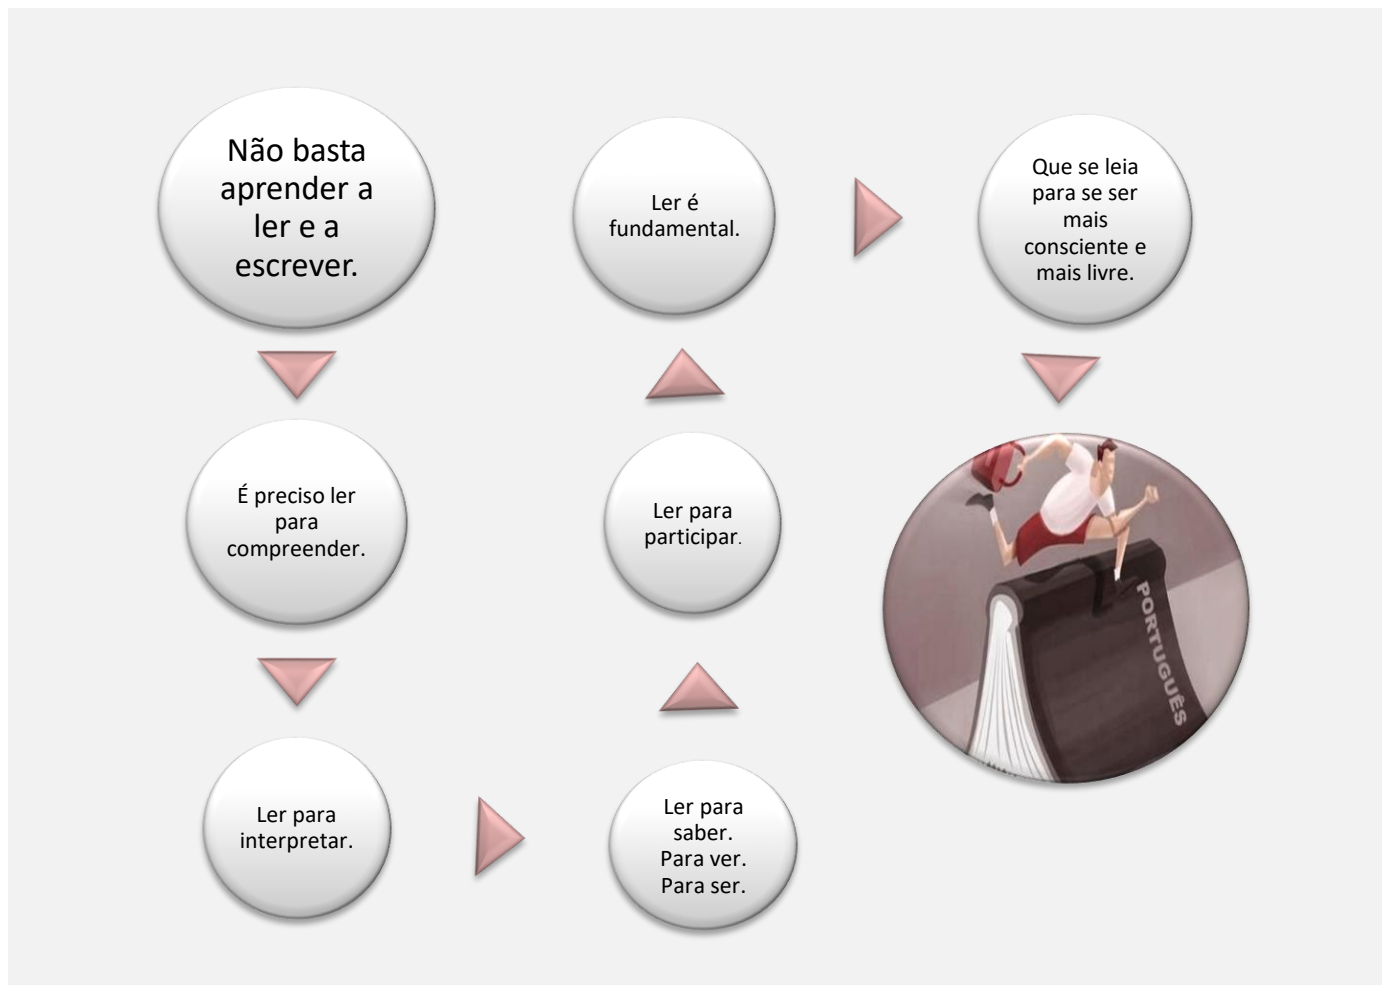 Não basta
aprender a
ler e a
escrever.
É preciso ler
para
compreender.
Ler para
interpretar.
Ler para
saber.
Para ver.
Para ser.
Ler para
participar.
Ler é
fundamental.
Que se leia
para se ser
mais
consciente e
mais livre.
PORTUGUÊS